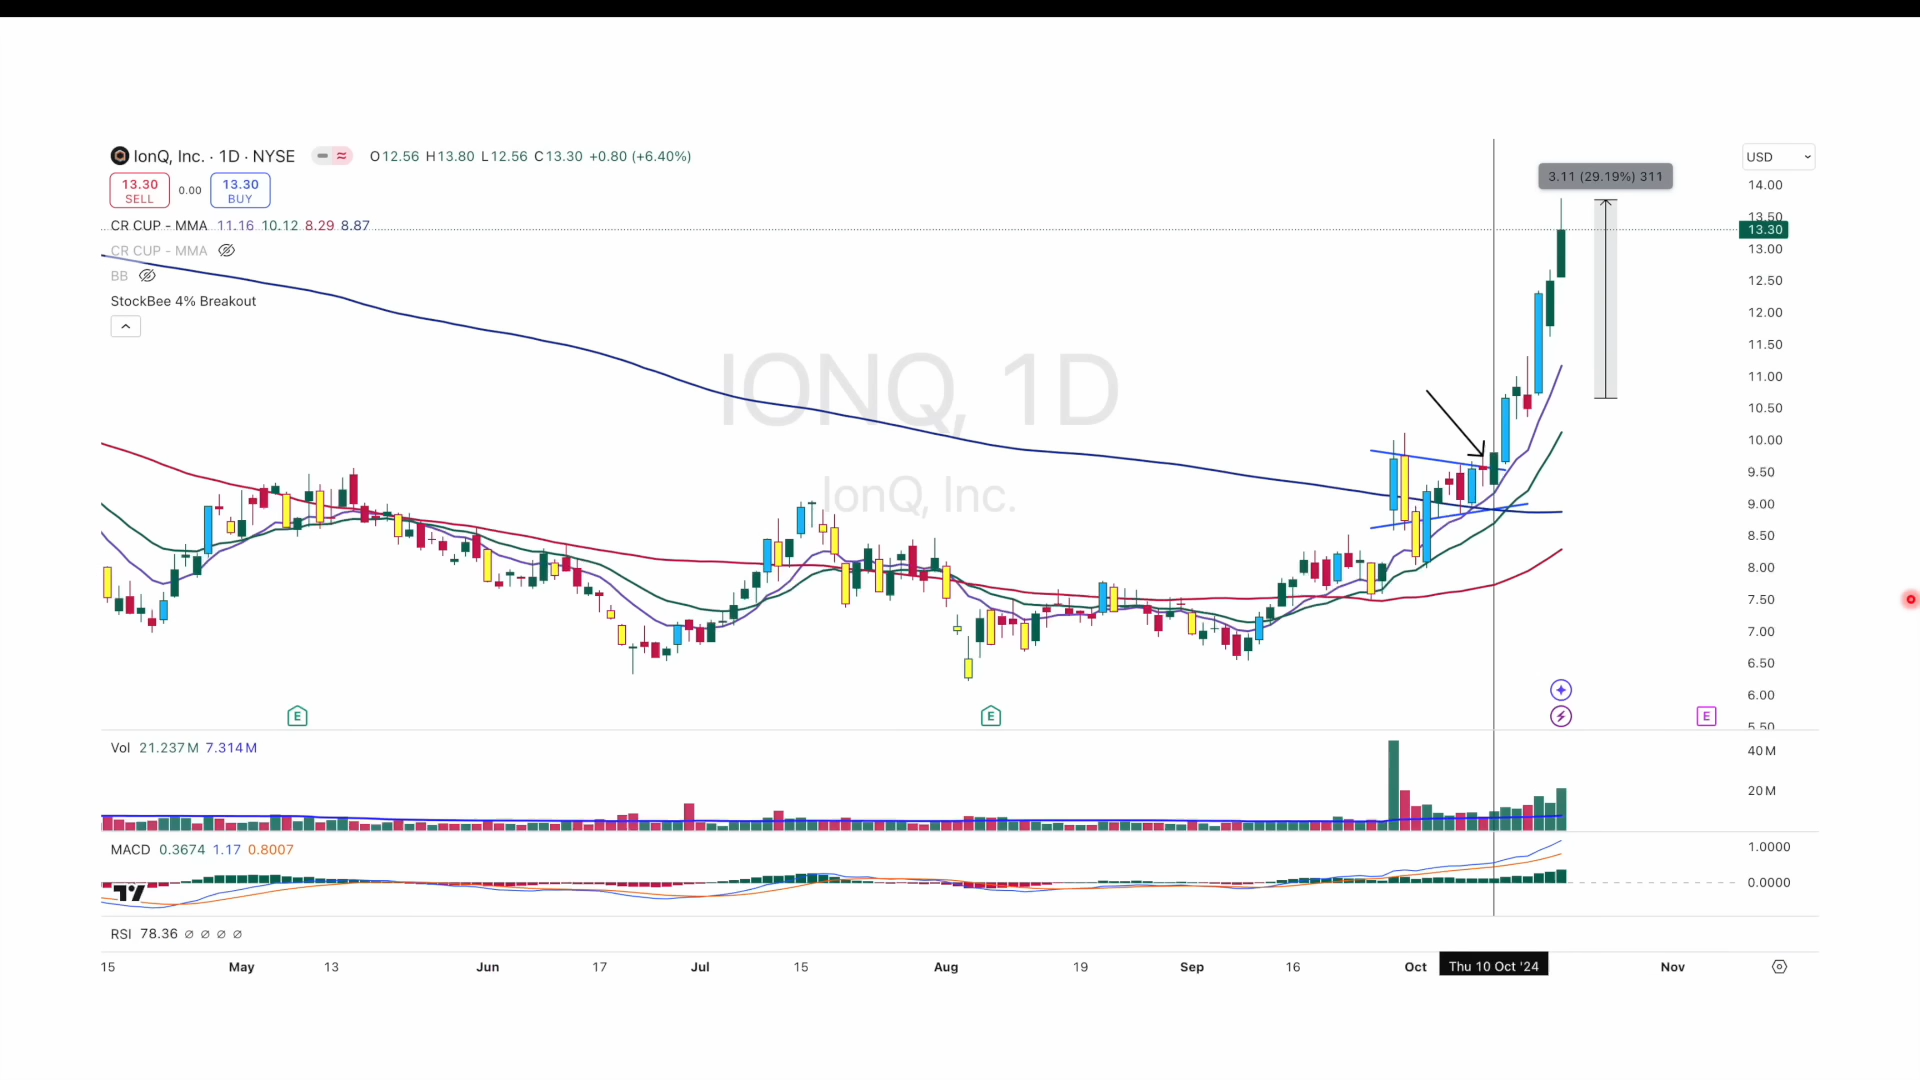 IonQ, Inc. · 1D · NYSE O12.56 H13.80 L12.56 C13.30 +0.80 (+6.40%)
USD
13.30 SELL
0.00
13.30 BUY
3.11 (29.19%) 311
CR CUP - MMA 11.16 10.12 8.29 8.87
CR CUP - MMA
BB
StockBee 4% Breakout
IONQ, 1D
IonQ, Inc.
14.00
13.50
13.30
13.00
12.50
12.00
11.50
11.00
10.50
10.00
9.50
9.00
8.50
8.00
7.50
7.00
6.50
6.00
5.50
E E E
Vol 21.237M 7.314M
40M
20M
MACD 0.3674 1.17 0.8007
1.0000
0.0000
RSI 78.36 ∅ ∅ ∅ ∅
15 May 13 Jun 17 Jul 15 Aug 19 Sep 16 Oct Thu 10 Oct '24 Nov